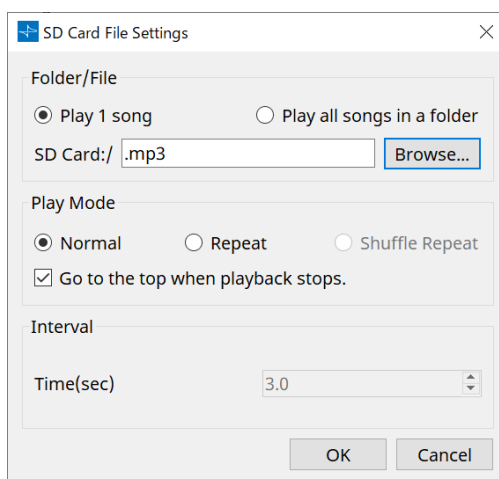 SD Card File Settings
Folder/File
Play 1 song Play all songs in a folder
SD Card:/ .mp3 Browse...
Play Mode
Normal Repeat Shuffle Repeat
Go to the top when playback stops.
Interval
Time(sec) 3.0
OK Cancel